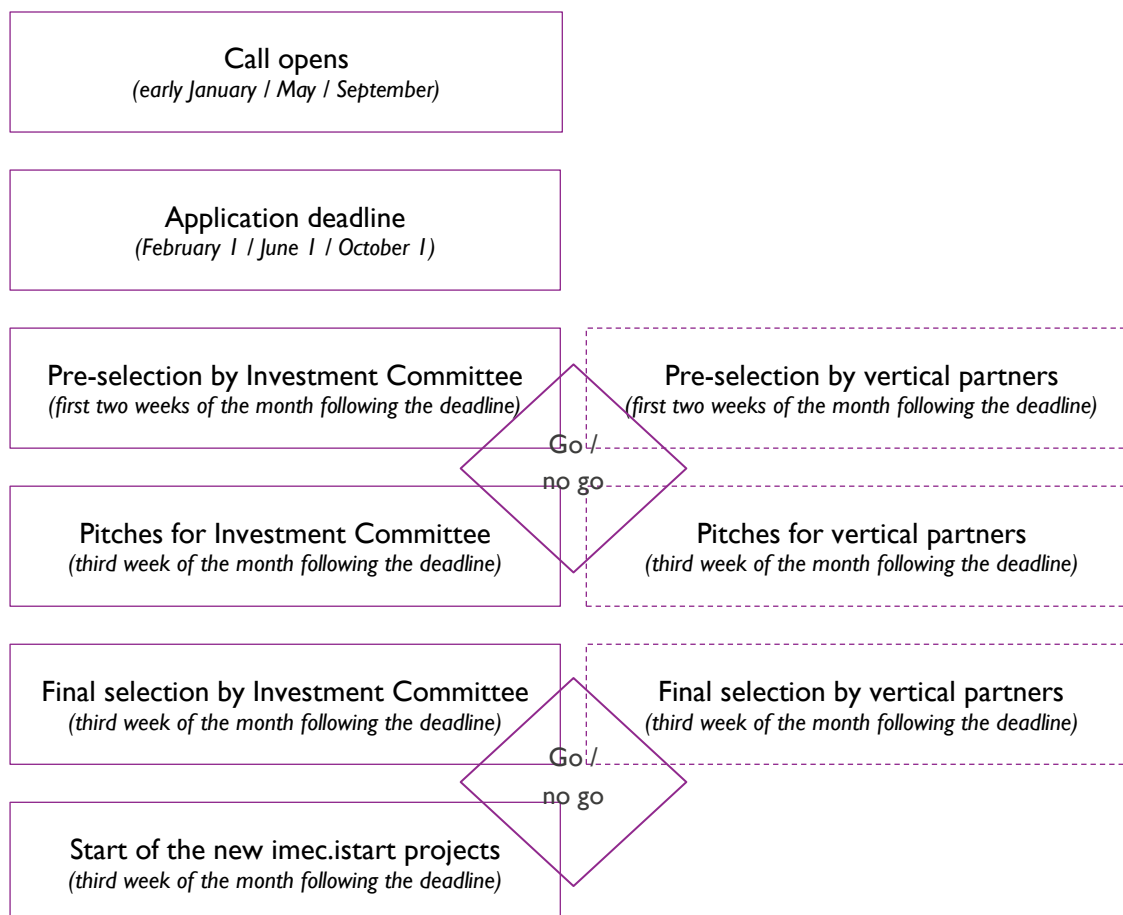 Call opens
(early January / May / September)
Application deadline
(February 1 / June 1 / October 1)
Pre-selection by Investment Committee
(first two weeks of the month following the deadline)
Pre-selection by vertical partners
(first two weeks of the month following the deadline)
Go /
no go
Pitches for Investment Committee
(third week of the month following the deadline)
Pitches for vertical partners
(third week of the month following the deadline)
Final selection by Investment Committee
(third week of the month following the deadline)
Final selection by vertical partners
(third week of the month following the deadline)
Go /
no go
Start of the new imec.istart projects
(third week of the month following the deadline)